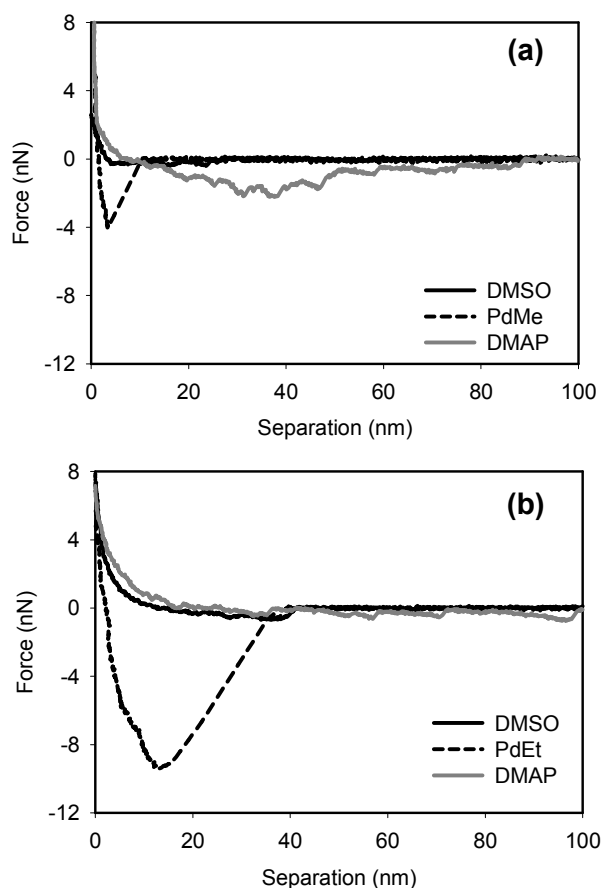 8
(a)
4
0
-4
-8
-12
Force (nN)
DMSO
PdMe
DMAP
0 20 40 60 80 100
Separation (nm)
8
(b)
4
0
-4
-8
-12
Force (nN)
DMSO
PdEt
DMAP
0 20 40 60 80 100
Separation (nm)